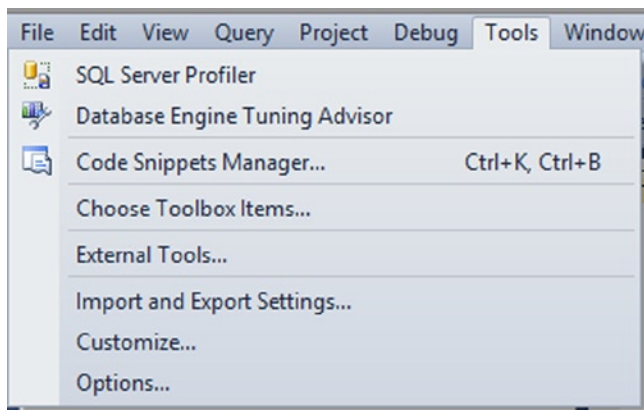 File Edit View Query Project Debug Tools Window
SQL Server Profiler
Database Engine Tuning Advisor
Code Snippets Manager... Ctrl+K, Ctrl+B
Choose Toolbox Items...
External Tools...
Import and Export Settings...
Customize...
Options...